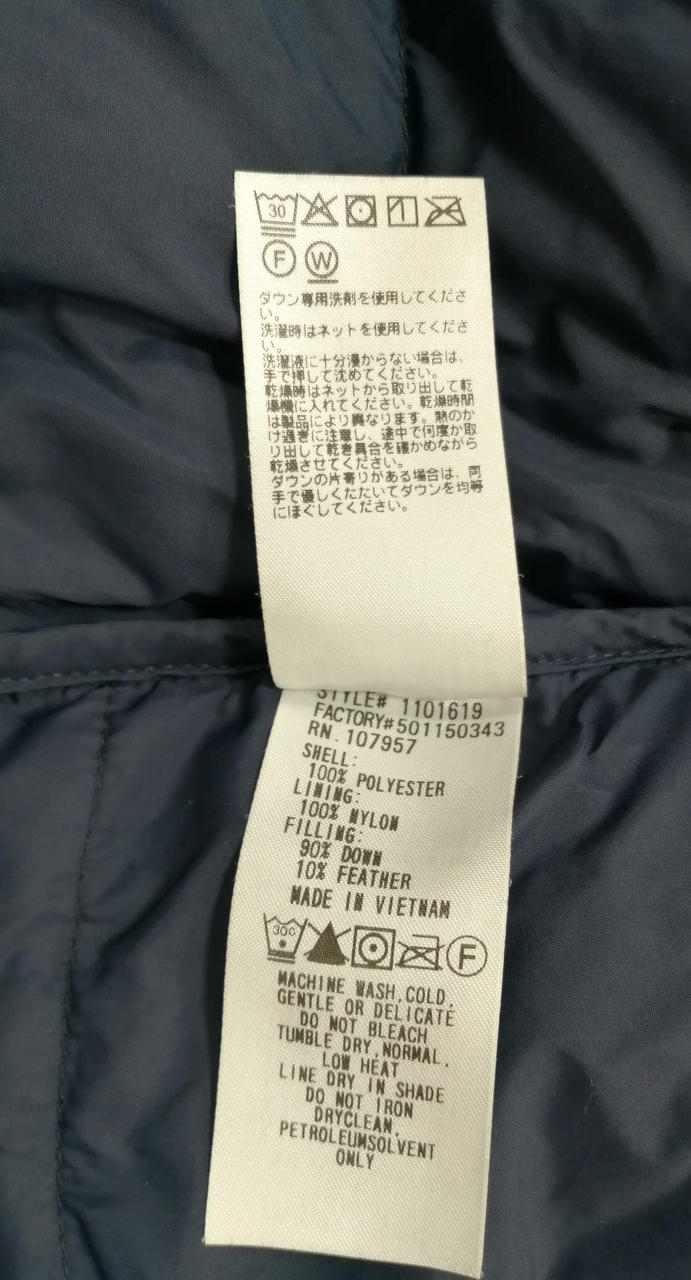 30
F W
ダウン専用洗剤を使用してくださ
い。
洗濯時はネットを使用してくださ
い。
洗濯液に十分浸からない場合は、
手で押して沈めてください。
乾燥時はネットから取り出して乾
燥機に入れてください。乾燥時間
は製品により異なります。熱のか
け過ぎに注意し、途中で何度か取
り出して乾き具合を確かめながら
乾燥させてください。
ダウンの片寄りがある場合は、両
手で優しくたたいてダウンを均等
にほぐしてください。
STYLE# 1101619
FACTORY#501150343
RN.107957
SHELL:
100% POLYESTER
LINING:
100% NYLON
FILLING:
90% DOWN
10% FEATHER
MADE IN VIETNAM
30C F
MACHINE WASH,COLD,
GENTLE OR DELICATE
DO NOT BLEACH
TUMBLE DRY,NORMAL.
LOW HEAT
LINE DRY IN SHADE
DO NOT IRON
DRYCLEAN,
PETROLEUMSOLVENT
ONLY